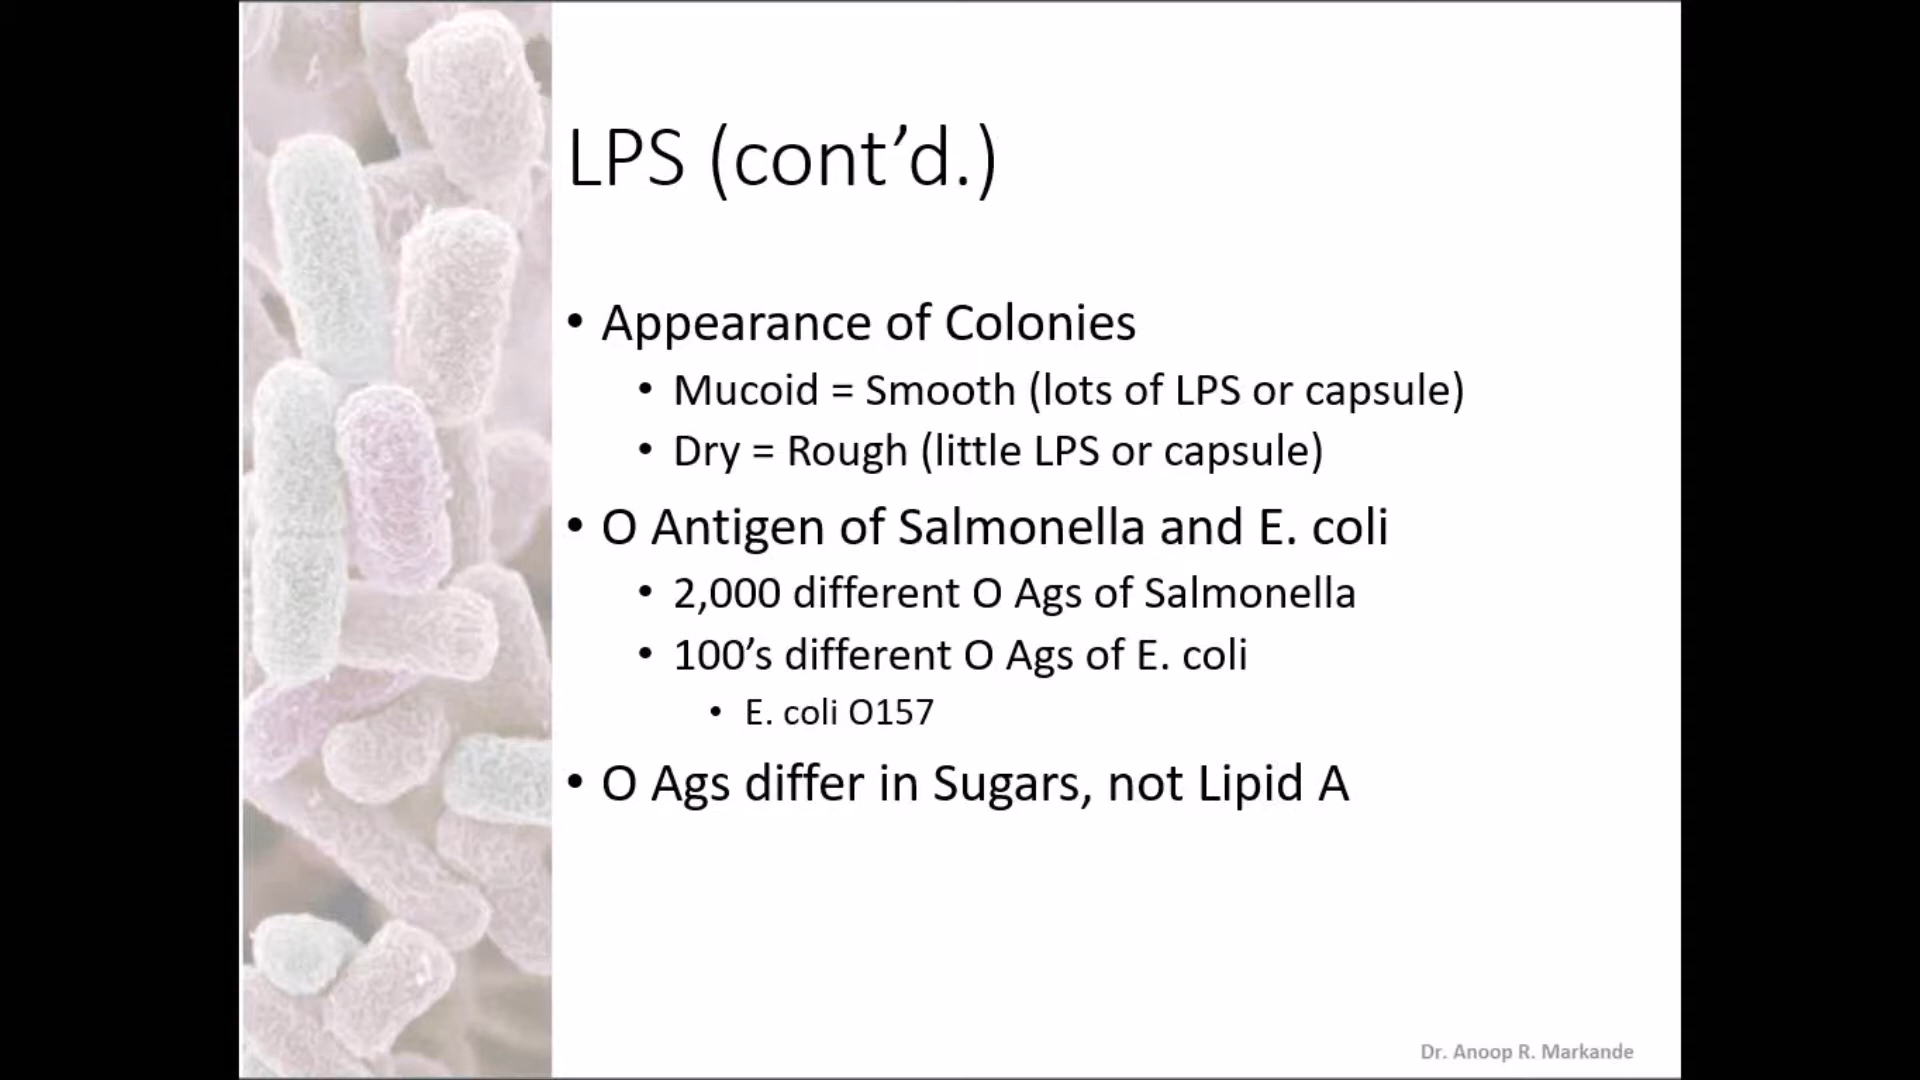 LPS (cont’d.)
• Appearance of Colonies
• Mucoid = Smooth (lots of LPS or capsule)
• Dry = Rough (little LPS or capsule)
• O Antigen of Salmonella and E. coli
• 2,000 different O Ags of Salmonella
• 100’s different O Ags of E. coli
• E. coli O157
• O Ags differ in Sugars, not Lipid A
Dr. Anoop R. Markande